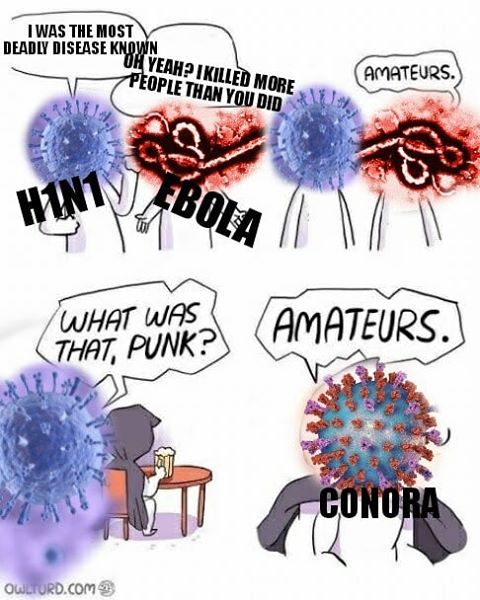 I WAS THE MOST
DEADLY DISEASE KNOWN
OH YEAH? I KILLED MORE
PEOPLE THAN YOU DID
AMATEURS.
H1N1
EBOLA
WHAT WAS
THAT, PUNK?
AMATEURS.
CONORA
OWLTURD.COM